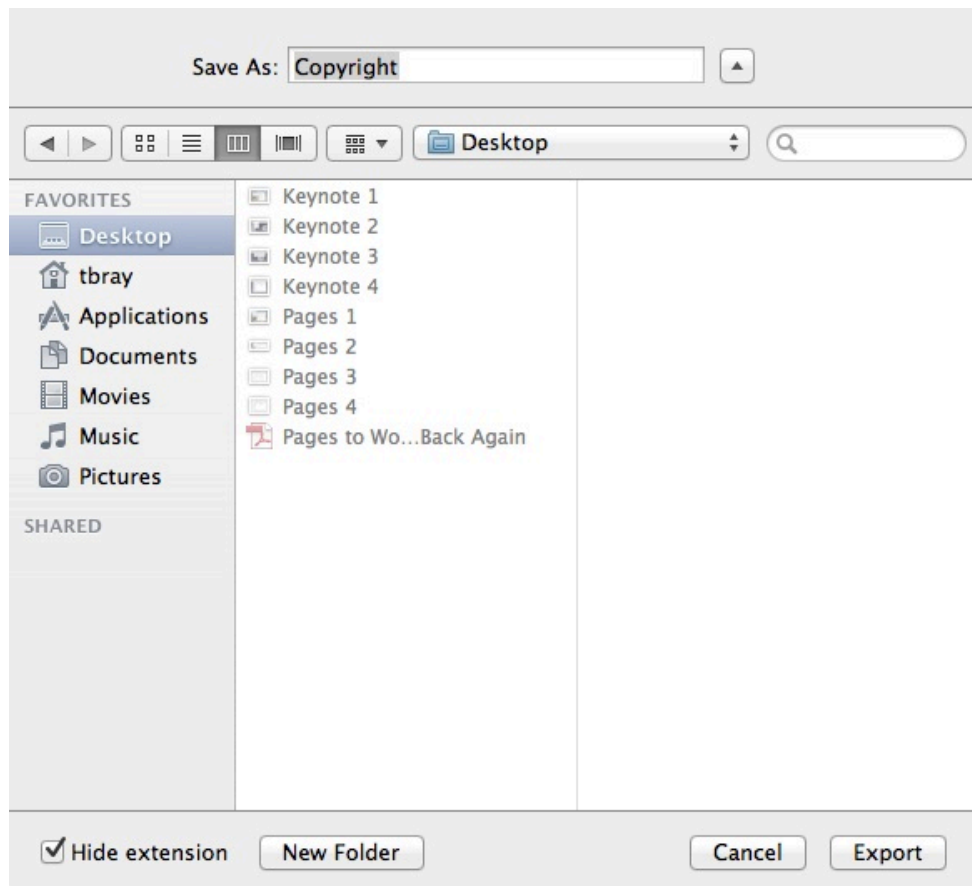 Save As: Copyright
Desktop
FAVORITES
Desktop
tbray
Applications
Documents
Movies
Music
Pictures
SHARED
Keynote 1
Keynote 2
Keynote 3
Keynote 4
Pages 1
Pages 2
Pages 3
Pages 4
Pages to Wo...Back Again
Hide extension New Folder Cancel Export